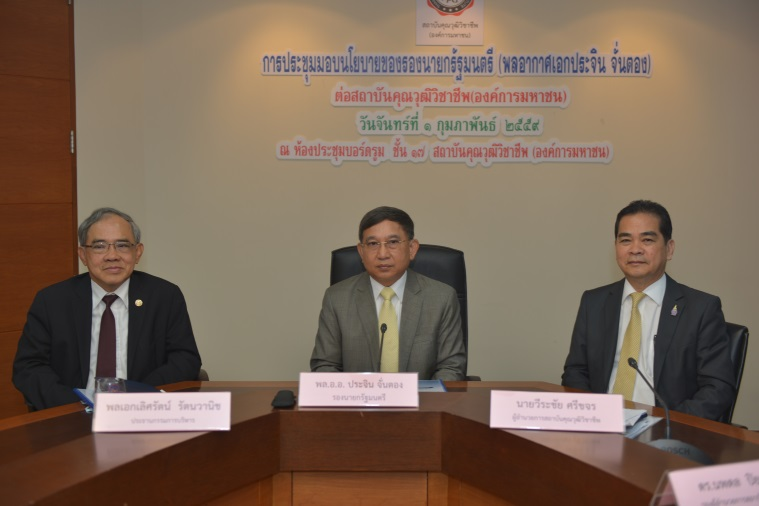 สถาบันคุณวุฒิวิชาชีพ
(องค์การมหาชน)
การประชุมมอบนโยบายของรองนายกรัฐมนตรี (พลอากาศเอกประจิน จั่นตอง)
ต่อสถาบันคุณวุฒิวิชาชีพ(องค์การมหาชน)
วันจันทร์ที่ ๑ กุมภาพันธ์ ๒๕๕๙
ณ ห้องประชุมบอร์ดรูม ชั้น ๑๗ สถาบันคุณวุฒิวิชาชีพ (องค์การมหาชน)
พล.อ.อ. ประจิน จั่นตอง
รองนายกรัฐมนตรี
พลเอกเลิศรัตน์ รัตนวานิช
ประธานกรรมการบริหาร
นายวีระชัย ศรีขจร
ผู้อำนวยการสถาบันคุณวุฒิวิชาชีพ
BOSCH
ดร.นพดล